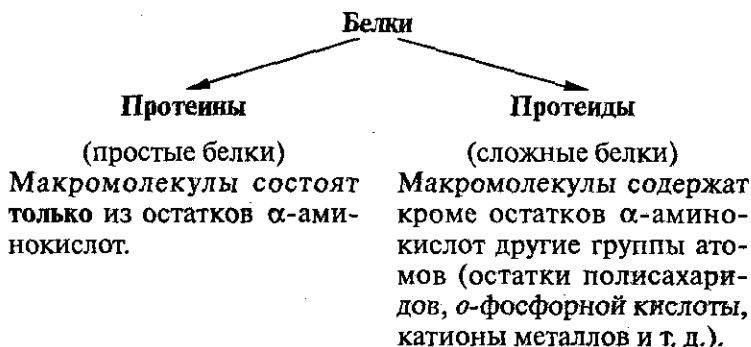 Белки
Протеины
(простые белки)
Макромолекулы состоят
только из остатков α-ами-
нокислот.
Протеиды
(сложные белки)
Макромолекулы содержат
кроме остатков α-амино-
кислот другие группы ато-
мов (остатки полисахари-
дов, о-фосфорной кислоты,
катионы металлов и т. д.).